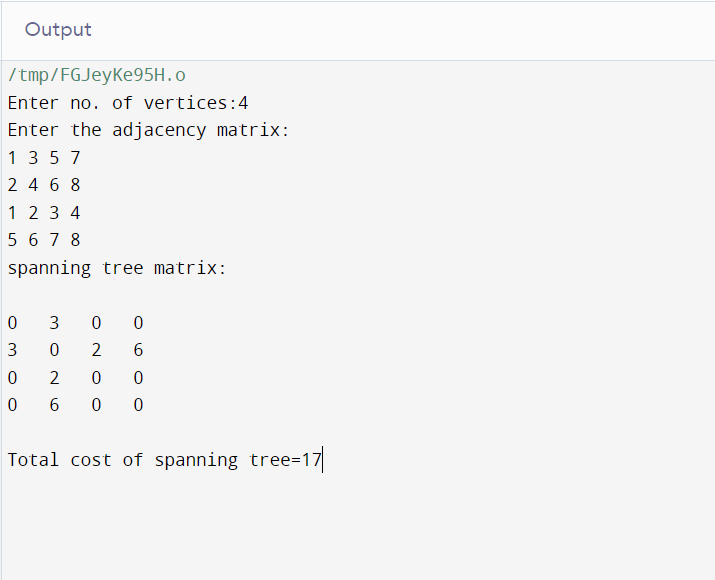 Output
/tmp/FGJeyKe95H.o
Enter no. of vertices:4
Enter the adjacency matrix:
1 3 5 7
2 4 6 8
1 2 3 4
5 6 7 8
spanning tree matrix:
0 3 0 0
3 0 2 6
0 2 0 0
0 6 0 0
Total cost of spanning tree=17